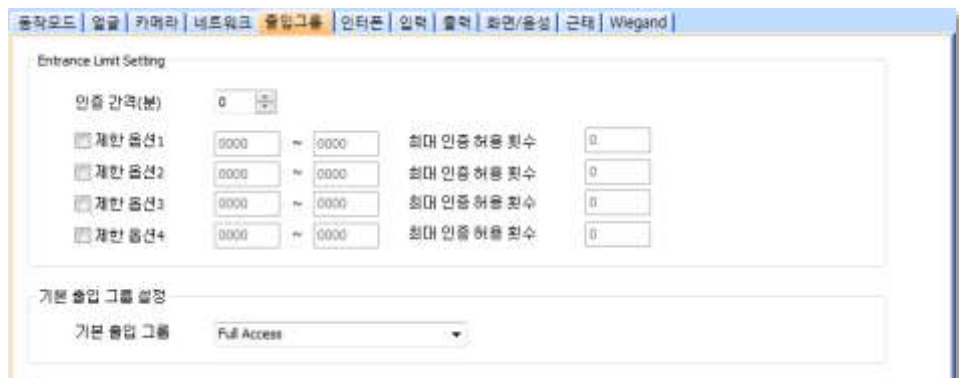 동작모드 | 얼굴 | 카메라 | 네트워크 출입그룹 | 인터폰 | 입력 | 출력 | 화면/음성 | 근태 | Wiegand |
Entrance Limit Setting
인증 간격(분) 0
제한 옵션1 0000 ~ 0000 최대 인증 허용 횟수 0
제한 옵션2 0000 ~ 0000 최대 인증 허용 횟수 0
제한 옵션3 0000 ~ 0000 최대 인증 허용 횟수 0
제한 옵션4 0000 ~ 0000 최대 인증 허용 횟수 0
기본 출입 그룹 설정
기본 출입 그룹 Full Access